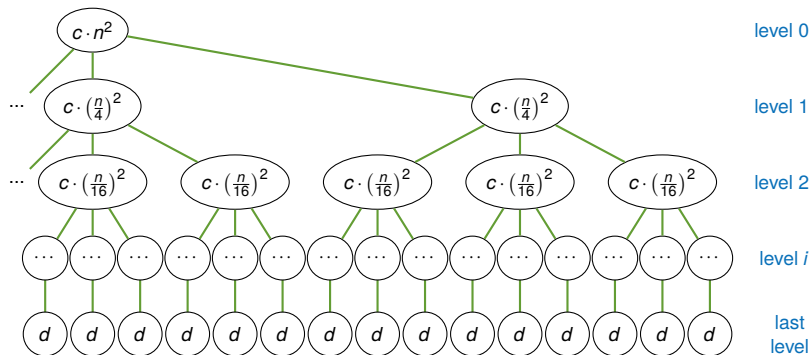 c · n² level 0
... c · (n/4)² c · (n/4)² level 1
... c · (n/16)² c · (n/16)² c · (n/16)² c · (n/16)² c · (n/16)² level 2
... ... ... ... ... ... ... ... ... ... ... ... ... ... ... level i
d d d d d d d d d d d d d d d last
level